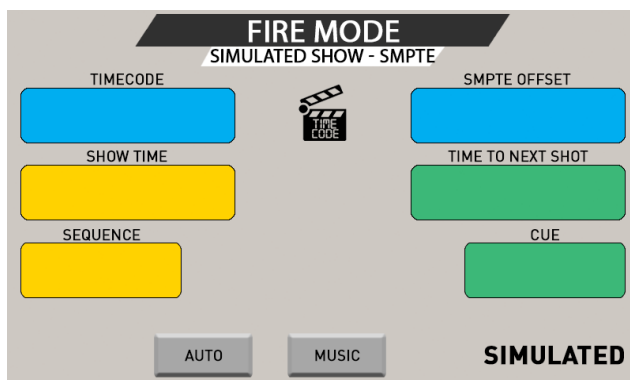 FIRE MODE
SIMULATED SHOW - SMPTE
TIMECODE
SMPTE OFFSET
TIME
CODE
SHOW TIME
TIME TO NEXT SHOT
SEQUENCE
CUE
AUTO
MUSIC
SIMULATED